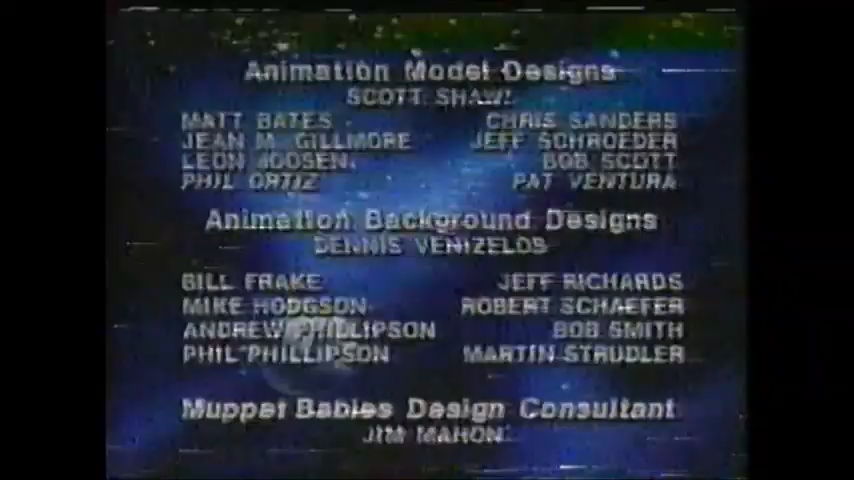 Animation Model Designs
SCOTT SHAW!
MATT BATES CHRIS SANDERS
JEAN M. GILLMORE JEFF SCHROEDER
LEON JOOSEN BOB SCOTT
PHIL ORTIZ PAT VENTURA
Animation Background Designs
DENNIS VENIZELOS
BILL FRAKE JEFF RICHARDS
MIKE HODGSON ROBERT SCHAEFER
ANDREW PHILLIPSON BOB SMITH
PHIL PHILLIPSON MARTIN STRUDLER
Muppet Babies Design Consultant
JIM MAHON